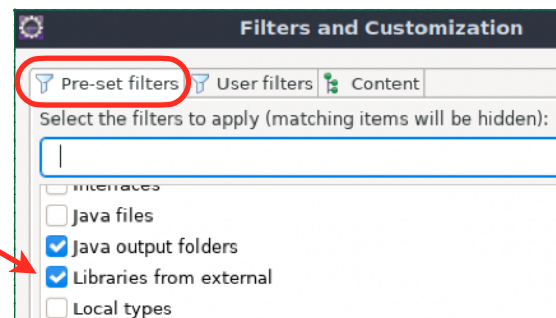 Filters and Customization
Pre-set filters User filters Content
Select the filters to apply (matching items will be hidden):
Interfaces
Java files
Java output folders
Libraries from external
Local types